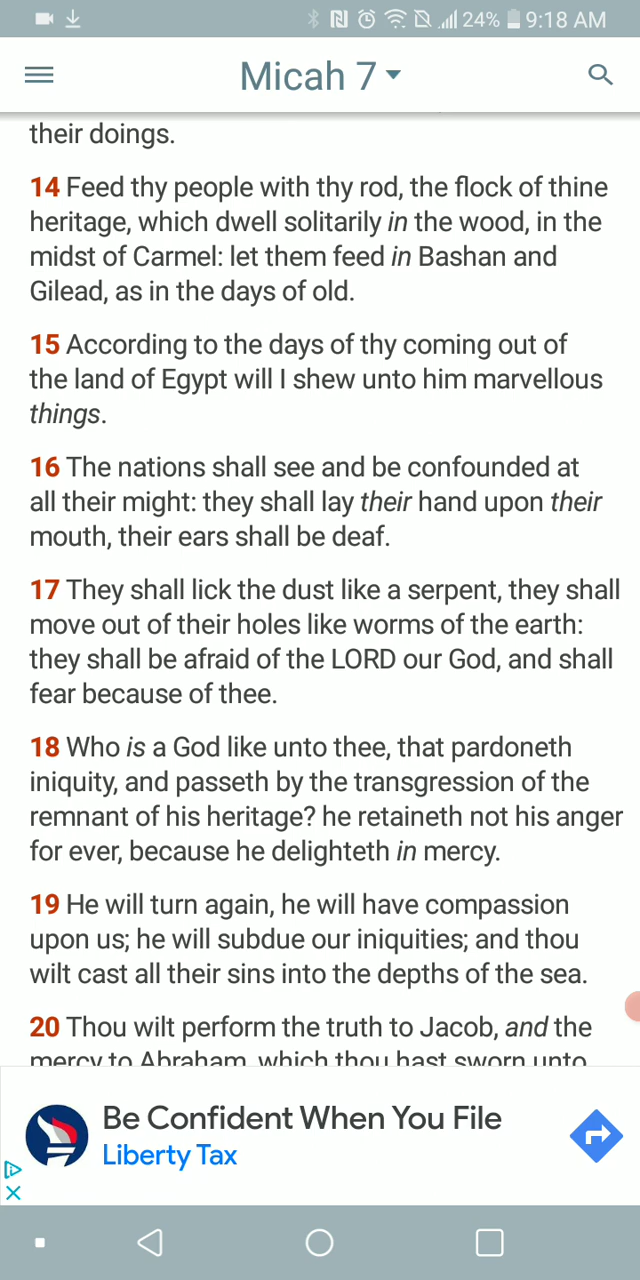 24% 9:18 AM
Micah 7
their doings.
14 Feed thy people with thy rod, the flock of thine
heritage, which dwell solitarily in the wood, in the
midst of Carmel: let them feed in Bashan and
Gilead, as in the days of old.
15 According to the days of thy coming out of
the land of Egypt will I shew unto him marvellous
things.
16 The nations shall see and be confounded at
all their might: they shall lay their hand upon their
mouth, their ears shall be deaf.
17 They shall lick the dust like a serpent, they shall
move out of their holes like worms of the earth:
they shall be afraid of the LORD our God, and shall
fear because of thee.
18 Who is a God like unto thee, that pardoneth
iniquity, and passeth by the transgression of the
remnant of his heritage? he retaineth not his anger
for ever, because he delighteth in mercy.
19 He will turn again, he will have compassion
upon us; he will subdue our iniquities; and thou
wilt cast all their sins into the depths of the sea.
20 Thou wilt perform the truth to Jacob, and the
mercy to Abraham, which thou hast sworn unto
Be Confident When You File
Liberty Tax